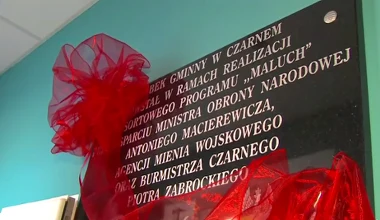 BEK GMINNY W CZARNEM
STAŁ W RAMACH REALIZACJI
SORTOWEGO PROGRAMU „MALUCH"
SPARCIU MINISTRA OBRONY NARODOWEJ
ANTONIEGO MACIEREWICZA,
AGENCJI MIENIA WOJSKOWEGO
ORAZ BURMISTRZA CZARNEGO
PIOTRA ZABROCKIEGO